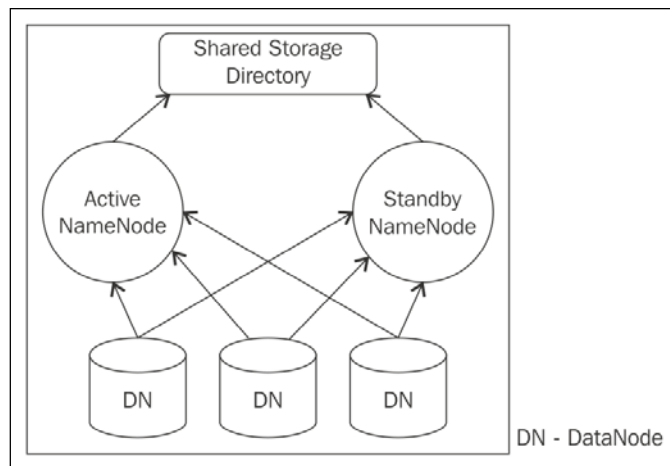 Shared Storage
Directory
Active
NameNode
Standby
NameNode
DN
DN
DN
DN - DataNode